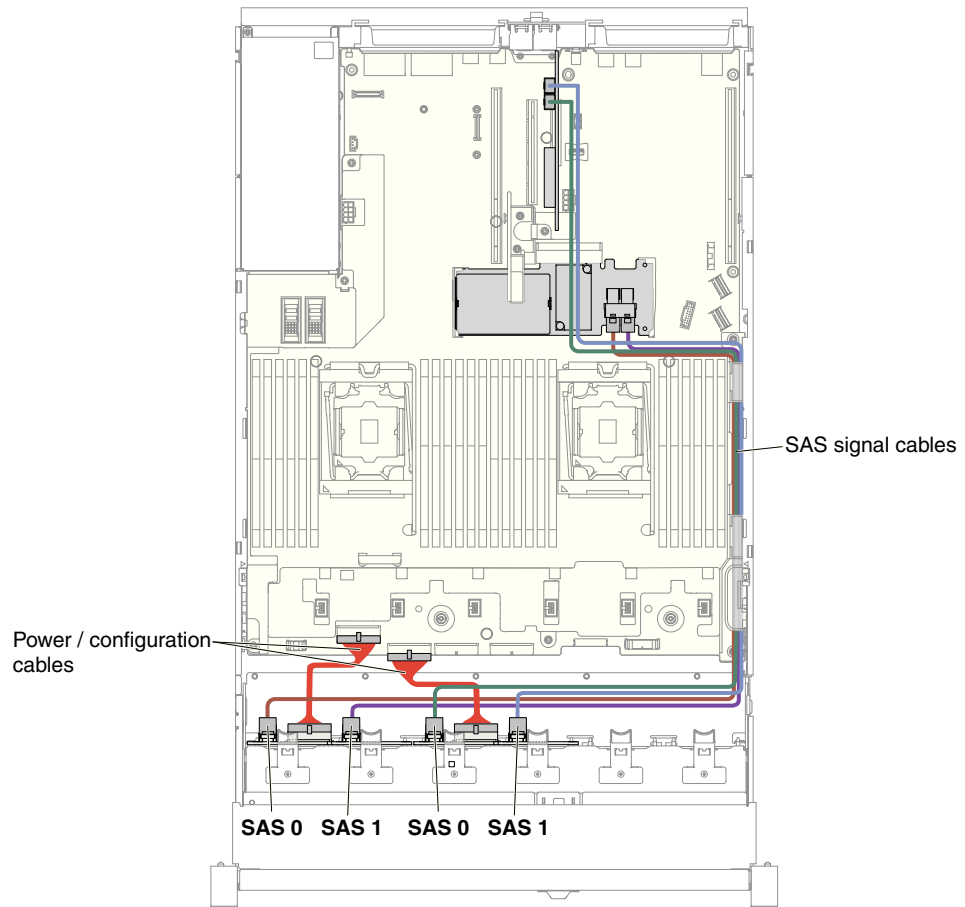 SAS signal cables
Power / configuration
cables
SAS 0 SAS 1 SAS 0 SAS 1